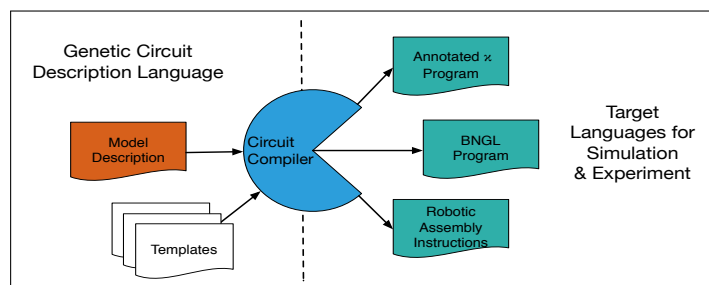 Genetic Circuit
Description Language
Model
Description
Templates
Circuit
Compiler
Annotated ϰ
Program
BNGL
Program
Robotic
Assembly
Instructions
Target
Languages for
Simulation
& Experiment